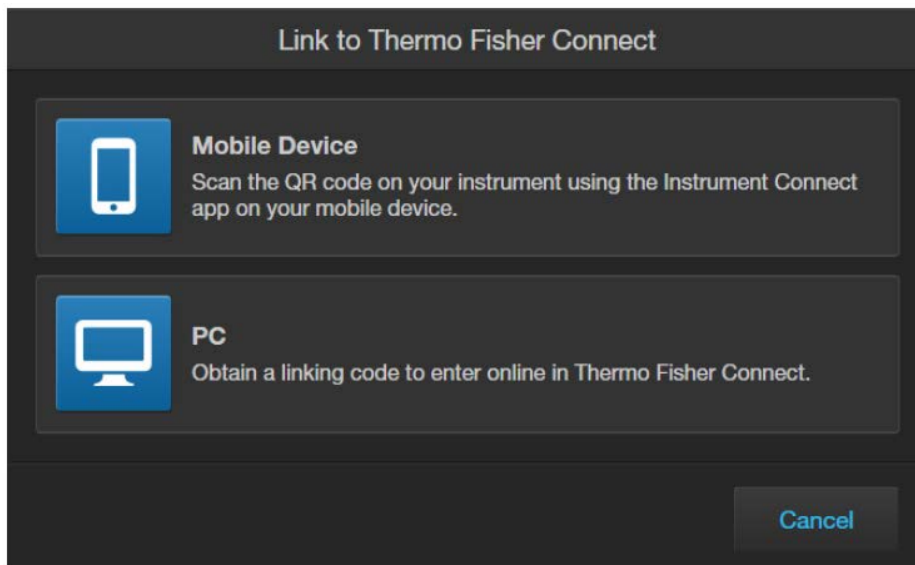 Link to Thermo Fisher Connect
Mobile Device
Scan the QR code on your instrument using the Instrument Connect
app on your mobile device.
PC
Obtain a linking code to enter online in Thermo Fisher Connect.
Cancel